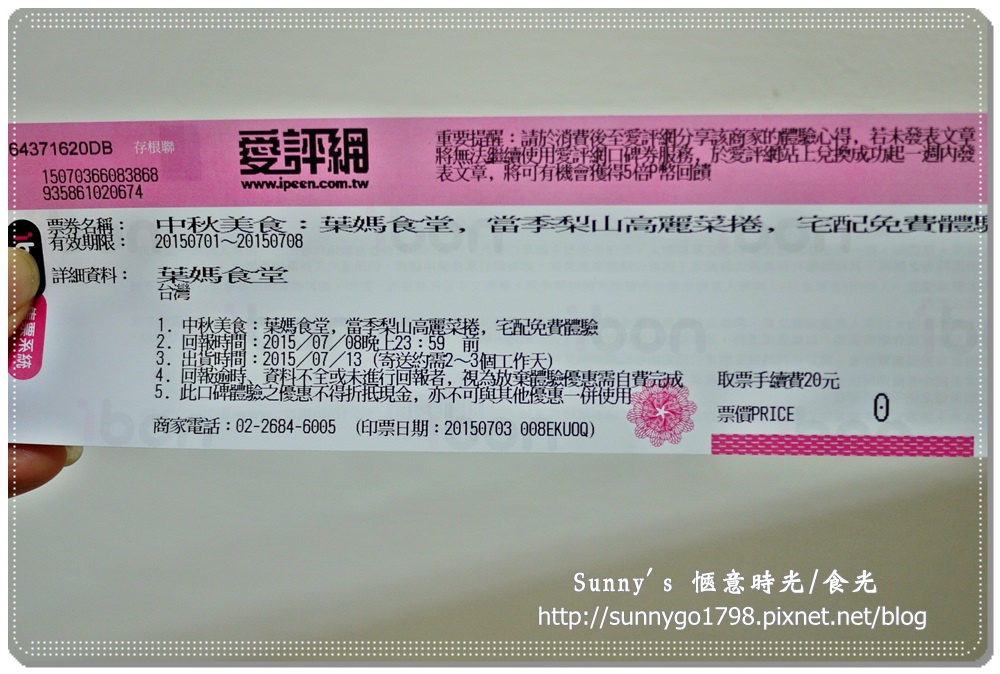 64371620DB 存根聯
15070366083868
935861020674
愛評網
www.ipeen.com.tw
重要提醒：請於消費後至愛評網分享該商家的體驗心得，若未發表文章
將無法繼續使用愛評網口碑券服務，於愛評網站上兌換成功起一週內發
表文章，將可有機會獲得5倍P幣回饋
票券名稱：中秋美食：葉媽食堂，當季梨山高麗菜捲，宅配免費體驗
有效期限：20150701～20150708
詳細資料：葉媽食堂
台灣
1. 中秋美食：葉媽食堂，當季梨山高麗菜捲，宅配免費體驗
2. 回報時間：2015/07/08晚上23：59 前
3. 出貨時間：2015/07/13 (寄送約需2～3個工作天)
4. 回報逾時、資料不全或未進行回報者，視為放棄體驗優惠需自費完成
5. 此口碑體驗之優惠不得折抵現金，亦不可與其他優惠一併使用
商家電話：02-2684-6005 (印票日期：20150703 008EKUOQ)
取票手續費20元
票價PRICE 0
票系統
Sunny's 愜意時光/食光
http://sunnygo1798.pixnet.net/blog